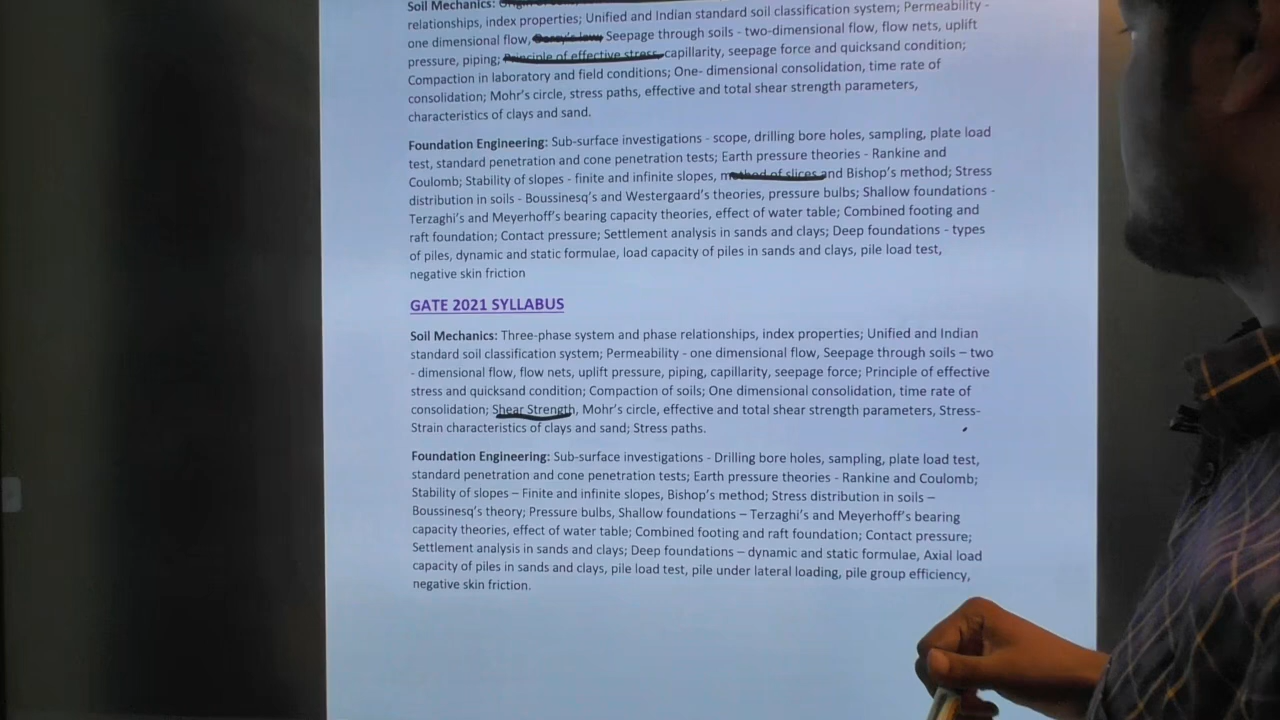 Soil Mechanics:
relationships, index properties; Unified and Indian standard soil classification system; Permeability -
one dimensional flow, Seepage through soils - two-dimensional flow, flow nets, uplift
pressure, piping; Principle of effective stress, capillarity, seepage force and quicksand condition;
Compaction in laboratory and field conditions; One- dimensional consolidation, time rate of
consolidation; Mohr's circle, stress paths, effective and total shear strength parameters,
characteristics of clays and sand.
Foundation Engineering: Sub-surface investigations - scope, drilling bore holes, sampling, plate load
test, standard penetration and cone penetration tests; Earth pressure theories - Rankine and
Coulomb; Stability of slopes - finite and infinite slopes, method of slices and Bishop's method; Stress
distribution in soils - Boussinesq's and Westergaard's theories, pressure bulbs; Shallow foundations -
Terzaghi's and Meyerhoff's bearing capacity theories, effect of water table; Combined footing and
raft foundation; Contact pressure; Settlement analysis in sands and clays; Deep foundations - types
of piles, dynamic and static formulae, load capacity of piles in sands and clays, pile load test,
negative skin friction
GATE 2021 SYLLABUS
Soil Mechanics: Three-phase system and phase relationships, index properties; Unified and Indian
standard soil classification system; Permeability - one dimensional flow, Seepage through soils – two
- dimensional flow, flow nets, uplift pressure, piping, capillarity, seepage force; Principle of effective
stress and quicksand condition; Compaction of soils; One dimensional consolidation, time rate of
consolidation; Shear Strength, Mohr's circle, effective and total shear strength parameters, Stress-
Strain characteristics of clays and sand; Stress paths.
Foundation Engineering: Sub-surface investigations - Drilling bore holes, sampling, plate load test,
standard penetration and cone penetration tests; Earth pressure theories - Rankine and Coulomb;
Stability of slopes – Finite and infinite slopes, Bishop's method; Stress distribution in soils –
Boussinesq's theory; Pressure bulbs, Shallow foundations – Terzaghi's and Meyerhoff's bearing
capacity theories, effect of water table; Combined footing and raft foundation; Contact pressure;
Settlement analysis in sands and clays; Deep foundations – dynamic and static formulae, Axial load
capacity of piles in sands and clays, pile load test, pile under lateral loading, pile group efficiency,
negative skin friction.